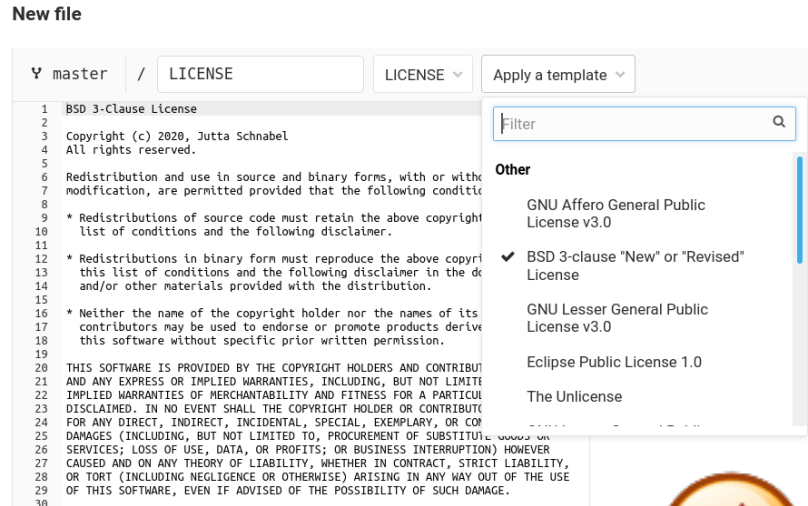 New file
master / LICENSE LICENSE Apply a template
Filter
Other
GNU Affero General Public
License v3.0
BSD 3-clause "New" or "Revised"
License
GNU Lesser General Public
License v3.0
Eclipse Public License 1.0
The Unlicense
1 BSD 3-Clause License
2
3 Copyright (c) 2020, Jutta Schnabel
4 All rights reserved.
5
6 Redistribution and use in source and binary forms, with or
7 modification, are permitted provided that the following
8
9 * Redistributions of source code must retain the above copyright
10 list of conditions and the following disclaimer.
11
12 * Redistributions in binary form must reproduce the above
13 this list of conditions and the following disclaimer in the
14 and/or other materials provided with the distribution.
15
16 * Neither the name of the copyright holder nor the names of its
17 contributors may be used to endorse or promote products
18 this software without specific prior written permission.
19
20 THIS SOFTWARE IS PROVIDED BY THE COPYRIGHT HOLDERS AND
21 AND ANY EXPRESS OR IMPLIED WARRANTIES, INCLUDING, BUT NOT
22 IMPLIED WARRANTIES OF MERCHANTABILITY AND FITNESS FOR A
23 DISCLAIMED. IN NO EVENT SHALL THE COPYRIGHT HOLDER OR
24 FOR ANY DIRECT, INDIRECT, INCIDENTAL, SPECIAL, EXEMPLARY, OR
25 DAMAGES (INCLUDING, BUT NOT LIMITED TO, PROCUREMENT OF SUBSTITUTE GOODS OR
26 SERVICES; LOSS OF USE, DATA, OR PROFITS; OR BUSINESS INTERRUPTION) HOWEVER
27 CAUSED AND ON ANY THEORY OF LIABILITY, WHETHER IN CONTRACT, STRICT LIABILITY,
28 OR TORT (INCLUDING NEGLIGENCE OR OTHERWISE) ARISING IN ANY WAY OUT OF THE USE
29 OF THIS SOFTWARE, EVEN IF ADVISED OF THE POSSIBILITY OF SUCH DAMAGE.
30